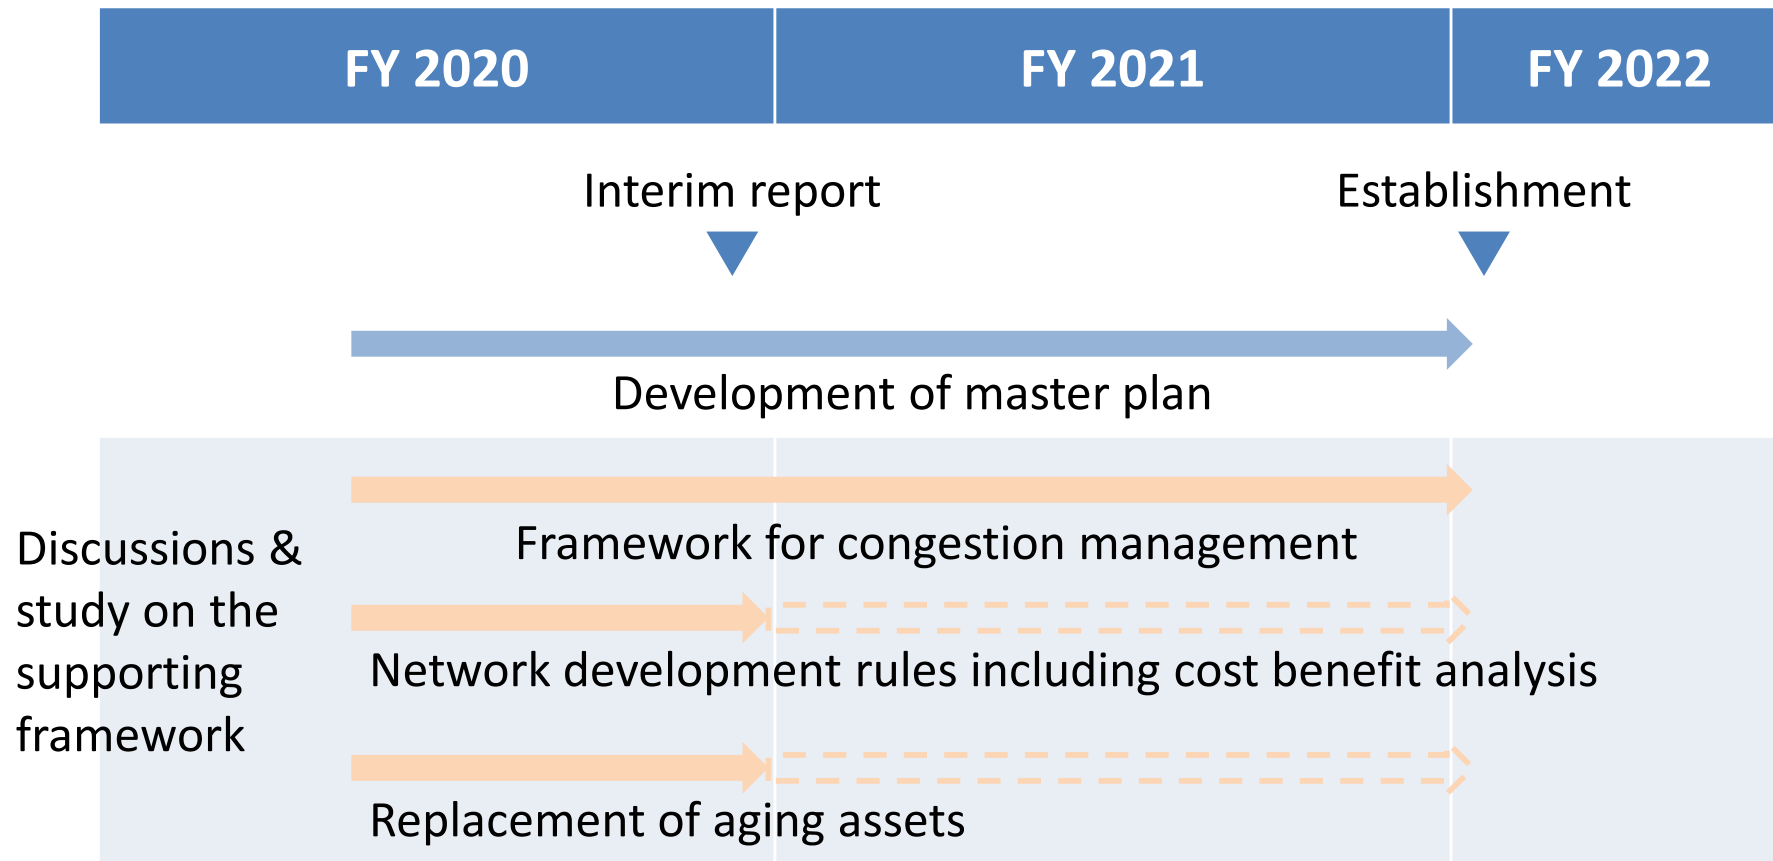 FY 2020 FY 2021 FY 2022
Interim report Establishment
Development of master plan
Discussions &
study on the
supporting
framework
Framework for congestion management
Network development rules including cost benefit analysis
Replacement of aging assets